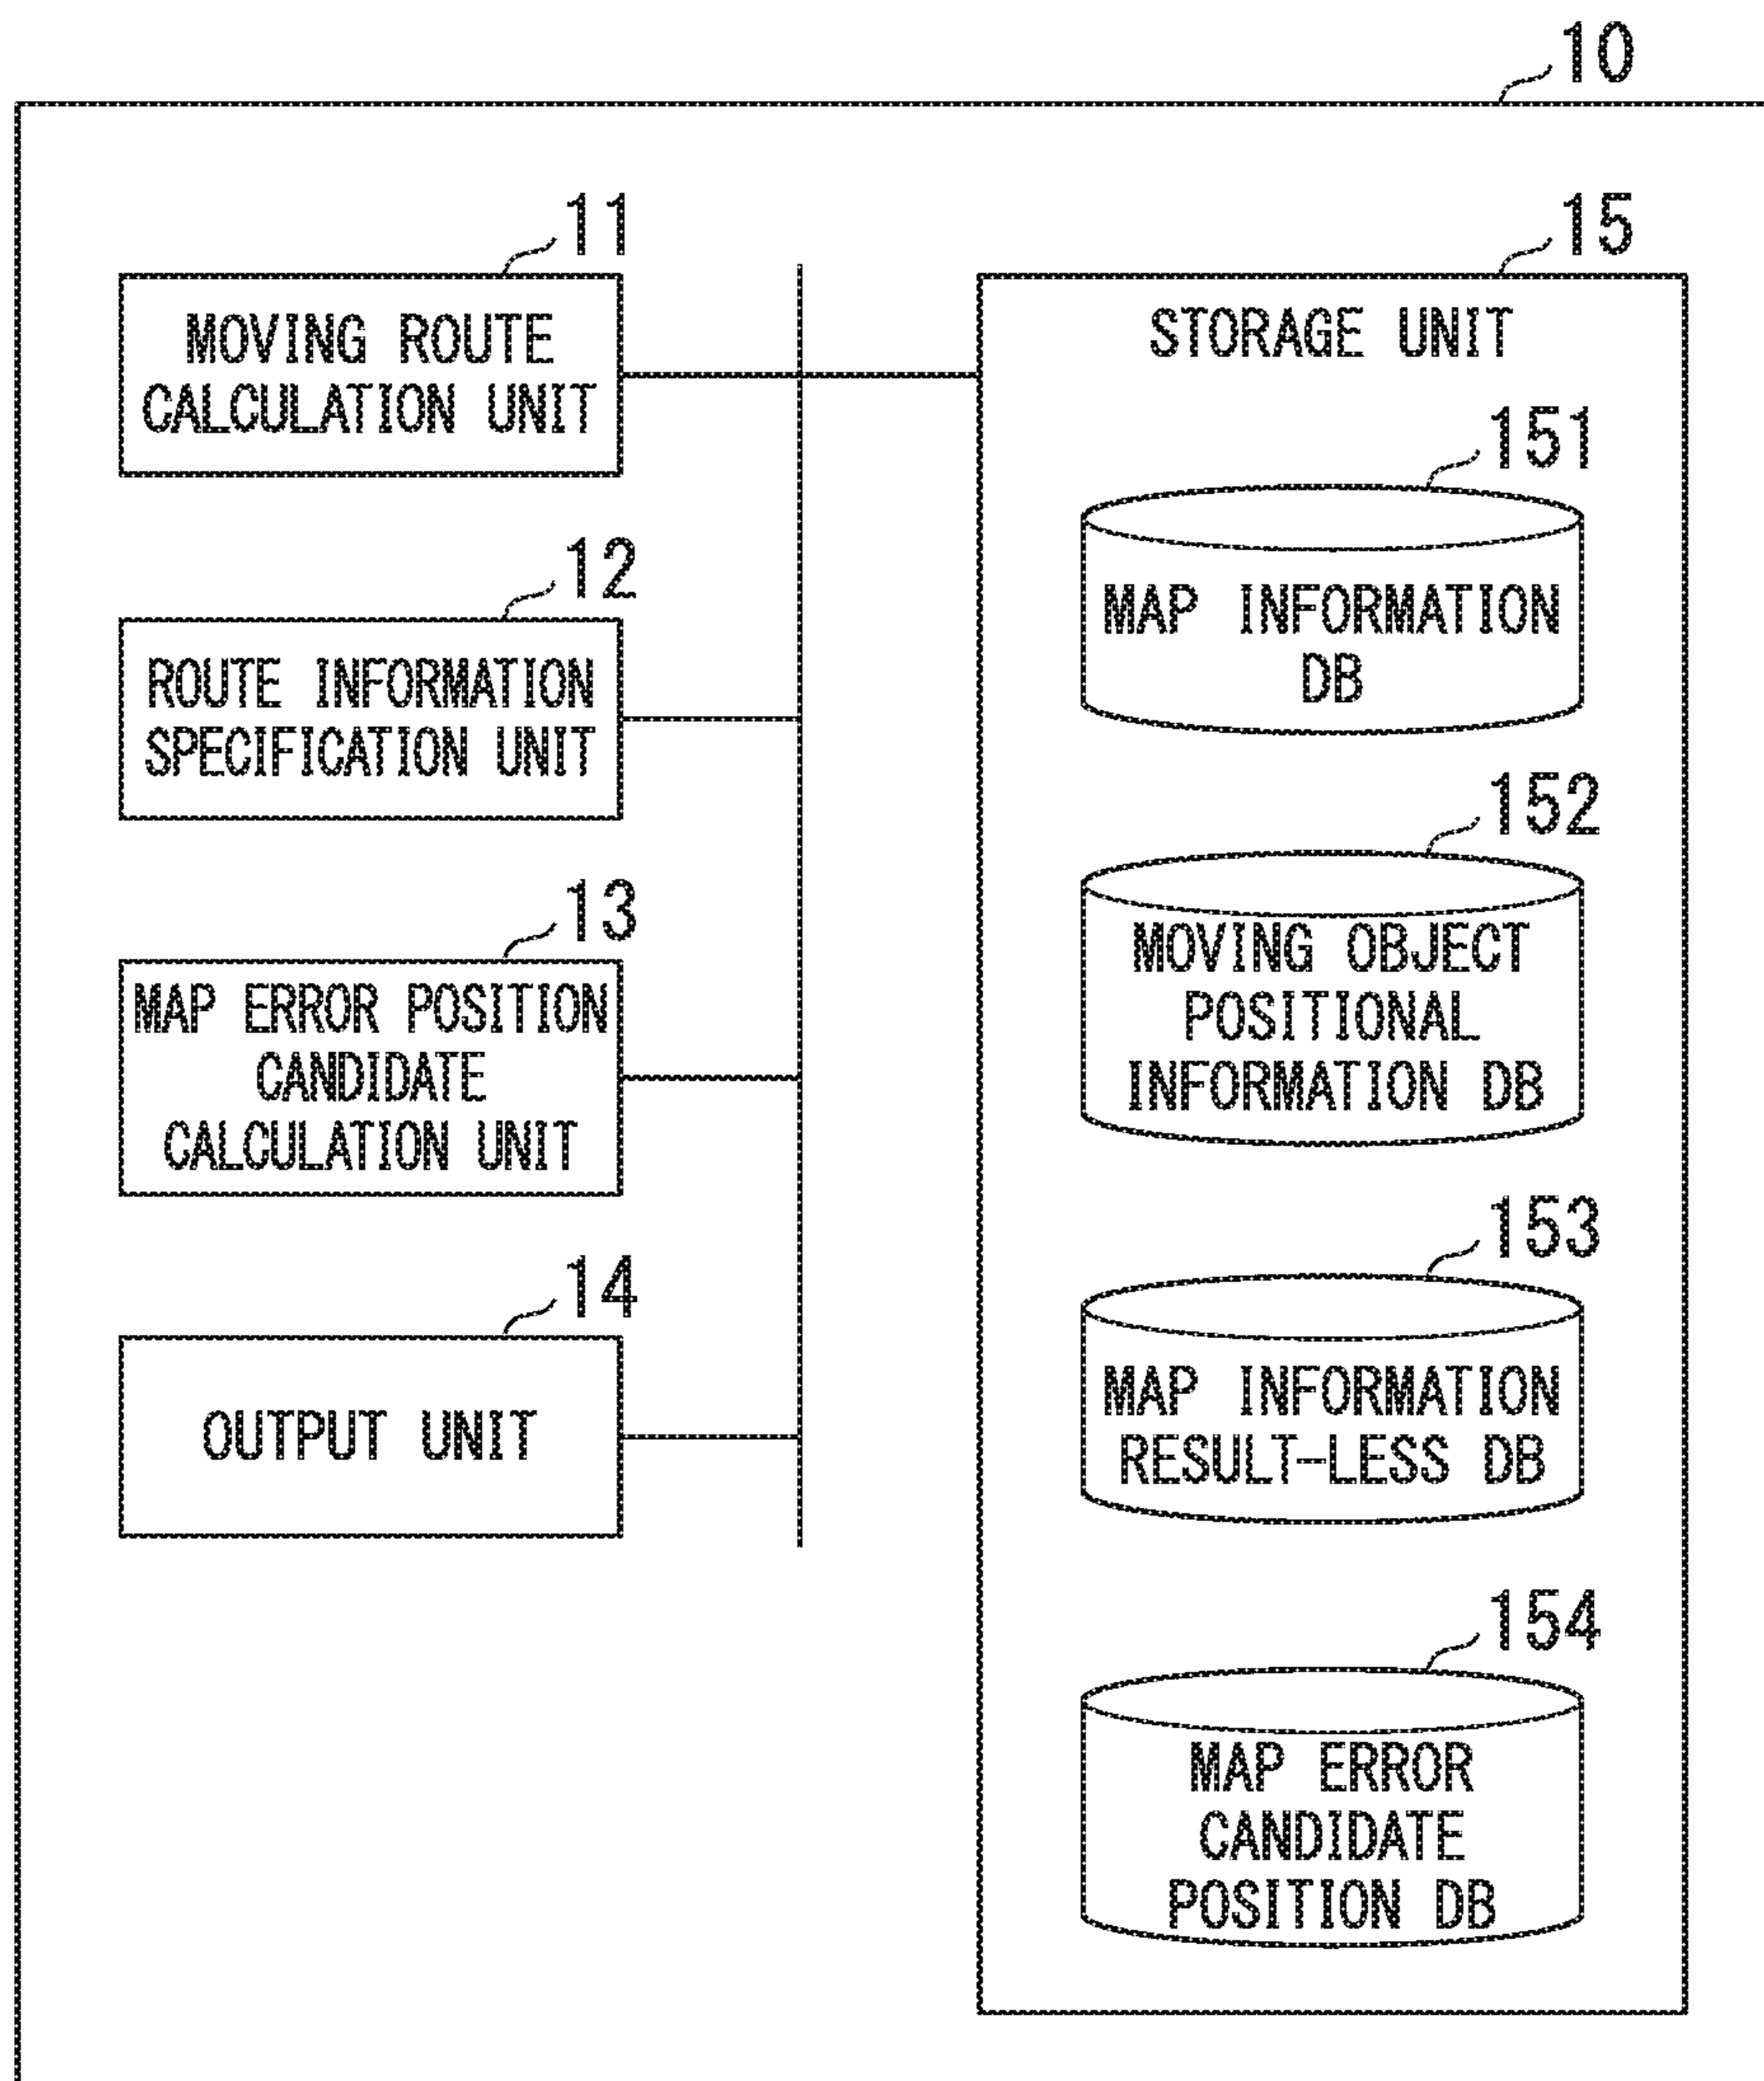 10
11
MOVING ROUTE
CALCULATION UNIT
12
ROUTE INFORMATION
SPECIFICATION UNIT
13
MAP ERROR POSITION
CANDIDATE
CALCULATION UNIT
14
OUTPUT UNIT
15
STORAGE UNIT
151
MAP INFORMATION
DB
152
MOVING OBJECT
POSITIONAL
INFORMATION DB
153
MAP INFORMATION
RESULT-LESS DB
154
MAP ERROR
CANDIDATE
POSITION DB